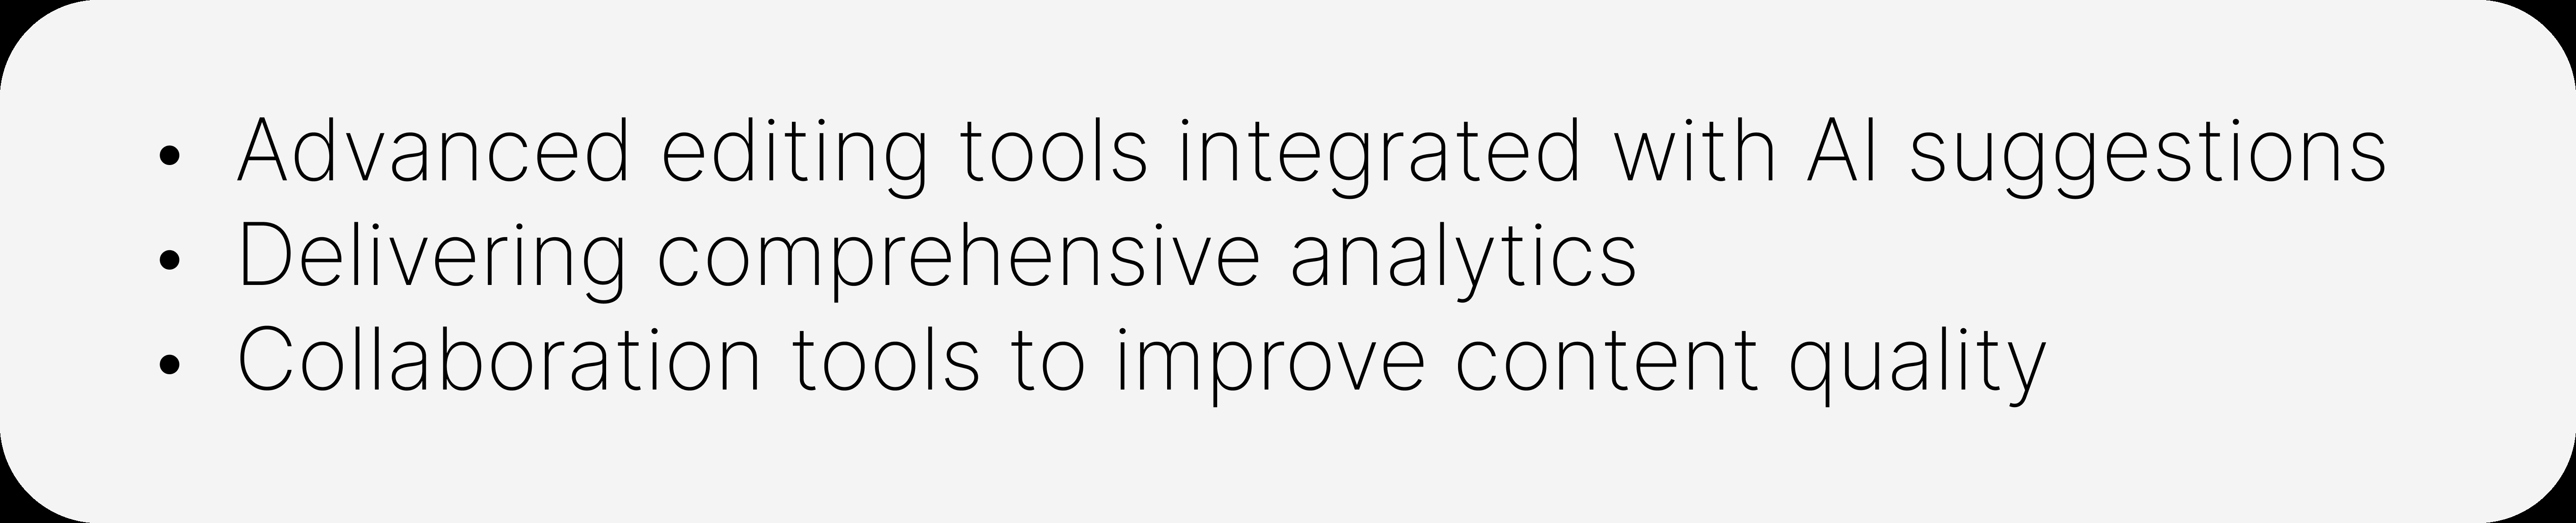 • Advanced editing tools integrated with AI suggestions
• Delivering comprehensive analytics
• Collaboration tools to improve content quality